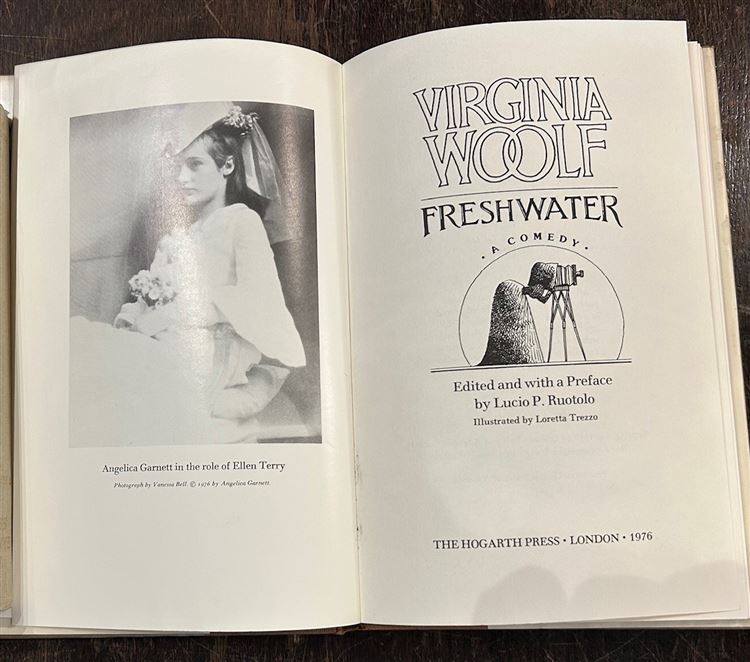 Angelica Garnett in the role of Ellen Terry
Photograph by Vanessa Bell. © 1976 by Angelica Garnett.
VIRGINIA
WOOLF
FRESHWATER
· A COMEDY ·
Edited and with a Preface
by Lucio P. Ruotolo
Illustrated by Loretta Trezzo
THE HOGARTH PRESS · LONDON · 1976